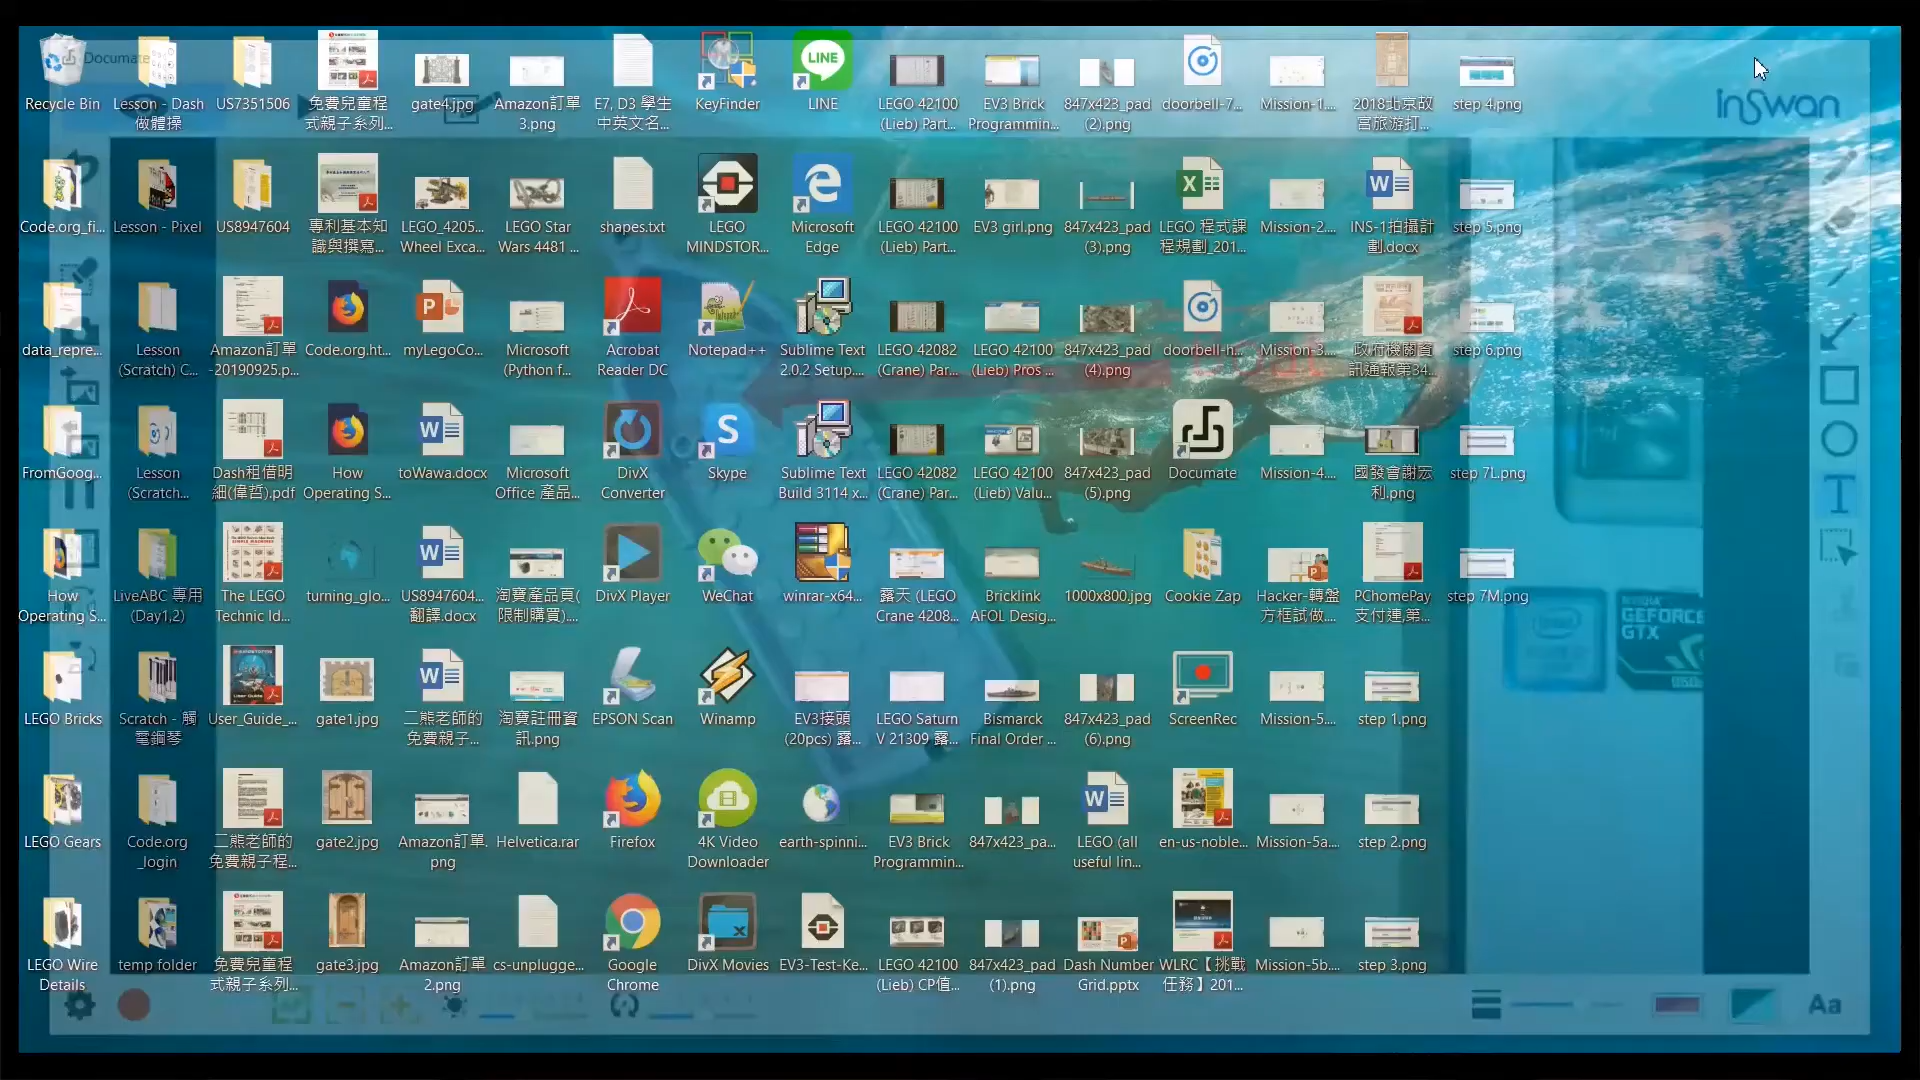 Documate
inSwan
Recycle Bin
Lesson - Dash
做體操
US7351506
免費兒童程
式親子系列...
gate4.jpg
Amazon訂單
3.png
E7, D3 學生
中英文名...
KeyFinder
LINE
LINE
LEGO 42100
(Lieb) Part...
EV3 Brick
Programmin...
847x423_pad
(2).png
doorbell-7...
Mission-1....
2018北京故
宮旅游打...
step 4.png
Code.org_fi...
Lesson - Pixel
US8947604
專利基本知
識與撰寫...
LEGO_4205...
Wheel Exca...
LEGO Star
Wars 4481 ...
shapes.txt
LEGO
MINDSTOR...
Microsoft
Edge
LEGO 42100
(Lieb) Part...
EV3 girl.png
847x423_pad
(3).png
LEGO 程式課
程規劃_201...
Mission-2....
INS-1拍攝計
劃.docx
step 5.png
data_repre...
Lesson
(Scratch) C...
Amazon訂單
-20190925.p...
Code.org.ht...
myLegoCo...
Microsoft
(Python f...
Acrobat
Reader DC
Notepad++
Sublime Text
2.0.2 Setup....
LEGO 42082
(Crane) Par...
LEGO 42100
(Lieb) Pros ...
847x423_pad
(4).png
doorbell-h...
Mission-3....
政府機關資
訊通報第34...
step 6.png
FromGoog...
Lesson
(Scratch...
Dash租借明
細(偉哲).pdf
How
Operating S...
toWawa.docx
Microsoft
Office 產品...
DivX
Converter
Skype
Sublime Text
Build 3114 x...
LEGO 42082
(Crane) Par...
LEGO 42100
(Lieb) Valu...
847x423_pad
(5).png
Documate
Mission-4....
國發會謝宏
利.png
step 7L.png
How
Operating S...
LiveABC 專用
(Day1,2)
The LEGO
Technic Id...
turning_glo...
US8947604...
翻譯.docx
淘寶產品頁(
限制購買)....
DivX Player
WeChat
winrar-x64...
露天 (LEGO
Crane 4208...
Bricklink
AFOL Desig...
1000x800.jpg
Cookie Zap
Hacker-轉盤
方框試做....
PChomePay
支付連,第...
step 7M.png
GEFORCE
GTX
LEGO Bricks
Scratch - 觸
電鋼琴
User_Guide_...
gate1.jpg
二熊老師的
免費親子...
淘寶註冊資
訊.png
EPSON Scan
Winamp
EV3接頭
(20pcs) 露...
LEGO Saturn
V 21309 露...
Bismarck
Final Order ...
847x423_pad
(6).png
ScreenRec
Mission-5....
step 1.png
LEGO Gears
Code.org
_login
二熊老師的
免費親子程...
gate2.jpg
Amazon訂單.
png
Helvetica.rar
Firefox
4K Video
Downloader
earth-spinni...
EV3 Brick
Programmin...
847x423_pa...
LEGO (all
useful lin...
en-us-noble...
Mission-5a....
step 2.png
LEGO Wire
Details
temp folder
免費兒童程
式親子系列...
gate3.jpg
Amazon訂單
2.png
cs-unplugge...
Google
Chrome
DivX Movies
EV3-Test-Ke...
LEGO 42100
(Lieb) CP值...
847x423_pad
(1).png
Dash Number
Grid.pptx
WLRC【挑戰
任務】201...
Mission-5b....
step 3.png
Aa